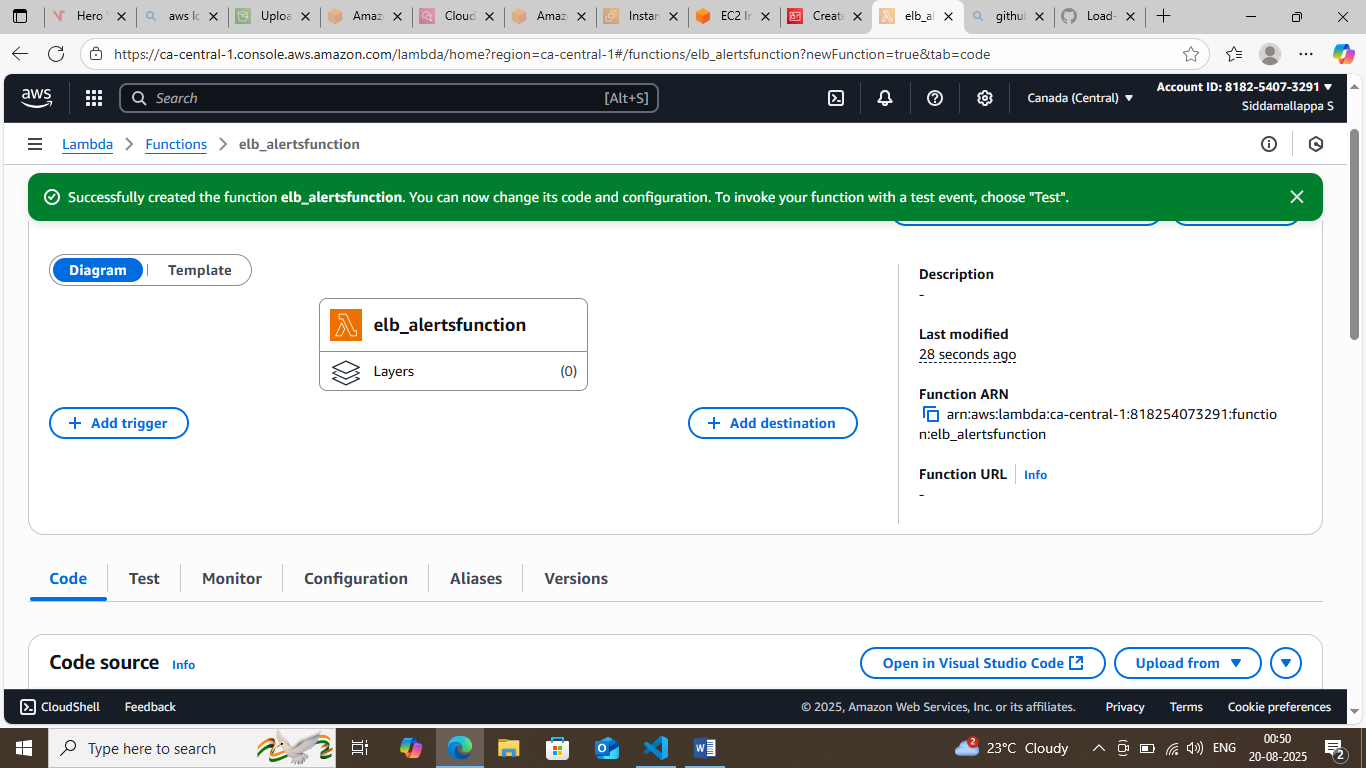 Hero
aws lo
Uploa
Amaz
Cloud
Amaz
Instan
EC2 In
Create
elb_al
githu
Load-
https://ca-central-1.console.aws.amazon.com/lambda/home?region=ca-central-1#/functions/elb_alertsfunction?newFunction=true&tab=code
aws
Search
[Alt+S]
Canada (Central)
Account ID: 8182-5407-3291
Siddamallappa S
Lambda
Functions
elb_alertsfunction
Successfully created the function elb_alertsfunction. You can now change its code and configuration. To invoke your function with a test event, choose "Test".
Diagram
Template
elb_alertsfunction
Layers
(0)
Add trigger
Add destination
Description
-
Last modified
28 seconds ago
Function ARN
arn:aws:lambda:ca-central-1:818254073291:functio
n:elb_alertsfunction
Function URL
Info
-
Code
Test
Monitor
Configuration
Aliases
Versions
Code source
Info
Open in Visual Studio Code
Upload from
CloudShell
Feedback
© 2025, Amazon Web Services, Inc. or its affiliates.
Privacy
Terms
Cookie preferences
Type here to search
2
23°C Cloudy
ENG
00:50
20-08-2025
2